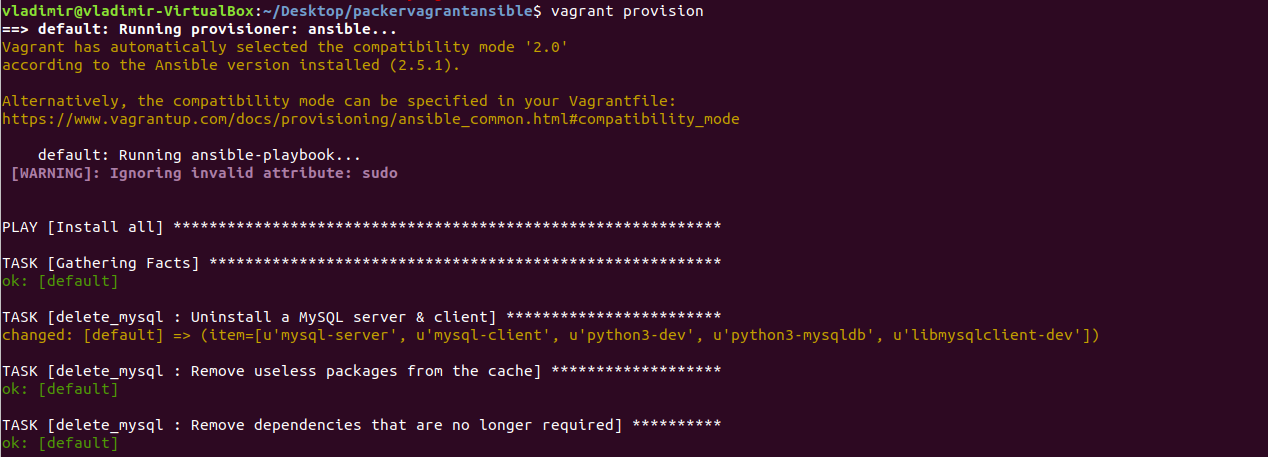 vladimir@vladimir-VirtualBox:~/Desktop/packervagrantansible$ vagrant provision
==> default: Running provisioner: ansible...
Vagrant has automatically selected the compatibility mode '2.0'
according to the Ansible version installed (2.5.1).
Alternatively, the compatibility mode can be specified in your Vagrantfile:
https://www.vagrantup.com/docs/provisioning/ansible_common.html#compatibility_mode
default: Running ansible-playbook...
[WARNING]: Ignoring invalid attribute: sudo
PLAY [Install all] *************************************************************
TASK [Gathering Facts] *********************************************************
ok: [default]
TASK [delete_mysql : Uninstall a MySQL server & client] ************************
changed: [default] => (item=[u'mysql-server', u'mysql-client', u'python3-dev', u'python3-mysqldb', u'libmysqlclient-dev'])
TASK [delete_mysql : Remove useless packages from the cache] *******************
ok: [default]
TASK [delete_mysql : Remove dependencies that are no longer required] **********
ok: [default]